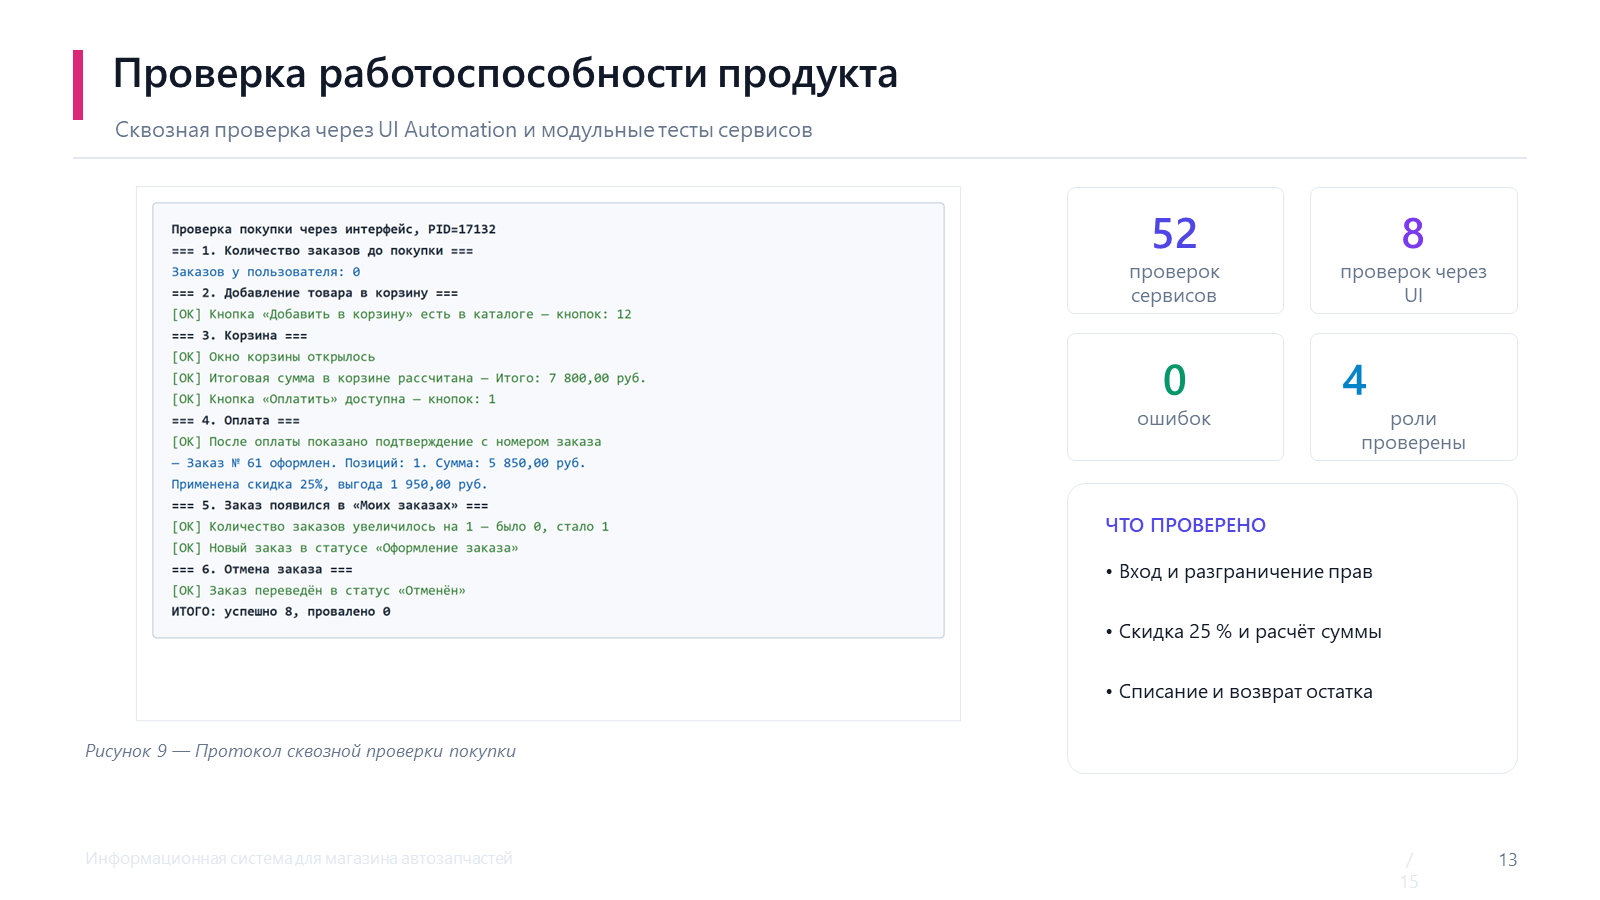 Проверка работоспособности продукта
Сквозная проверка через UI Automation и модульные тесты сервисов
Проверка покупки через интерфейс, PID=17132
=== 1. Количество заказов до покупки ===
Заказов у пользователя: 0
=== 2. Добавление товара в корзину ===
[OK] Кнопка «Добавить в корзину» есть в каталоге — кнопок: 12
=== 3. Корзина ===
[OK] Окно корзины открылось
[OK] Итоговая сумма в корзине рассчитана — Итого: 7 800,00 руб.
[OK] Кнопка «Оплатить» доступна — кнопок: 1
=== 4. Оплата ===
[OK] После оплаты показано подтверждение с номером заказа
— Заказ № 61 оформлен. Позиций: 1. Сумма: 5 850,00 руб.
Применена скидка 25%, выгода 1 950,00 руб.
=== 5. Заказ появился в «Моих заказах» ===
[OK] Количество заказов увеличилось на 1 — было 0, стало 1
[OK] Новый заказ в статусе «Оформление заказа»
=== 6. Отмена заказа ===
[OK] Заказ переведён в статус «Отменён»
ИТОГО: успешно 8, провалено 0
Рисунок 9 — Протокол сквозной проверки покупки
52
проверок
сервисов
8
проверок через
UI
0
ошибок
4
роли
проверены
ЧТО ПРОВЕРЕНО
• Вход и разграничение прав
• Скидка 25 % и расчёт суммы
• Списание и возврат остатка
Информационная система для магазина автозапчастей
/
15
13